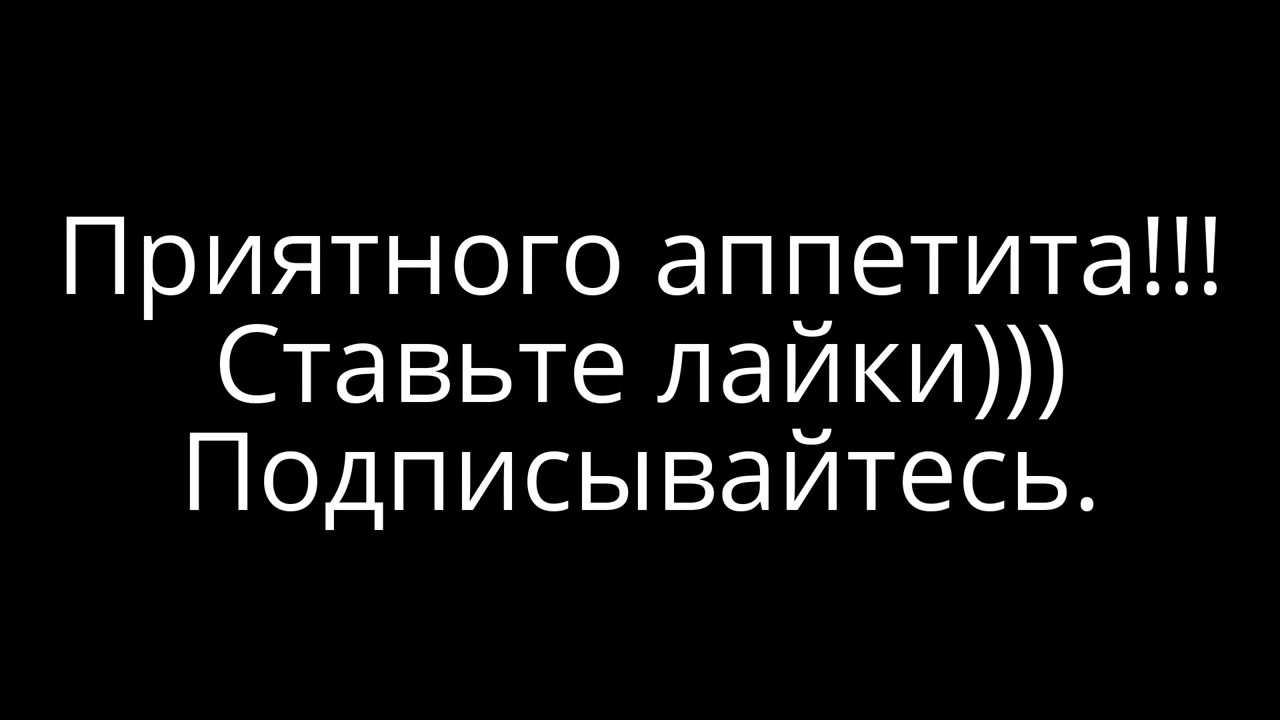 Приятного аппетита!!!
Ставьте лайки)))
Подписывайтесь.